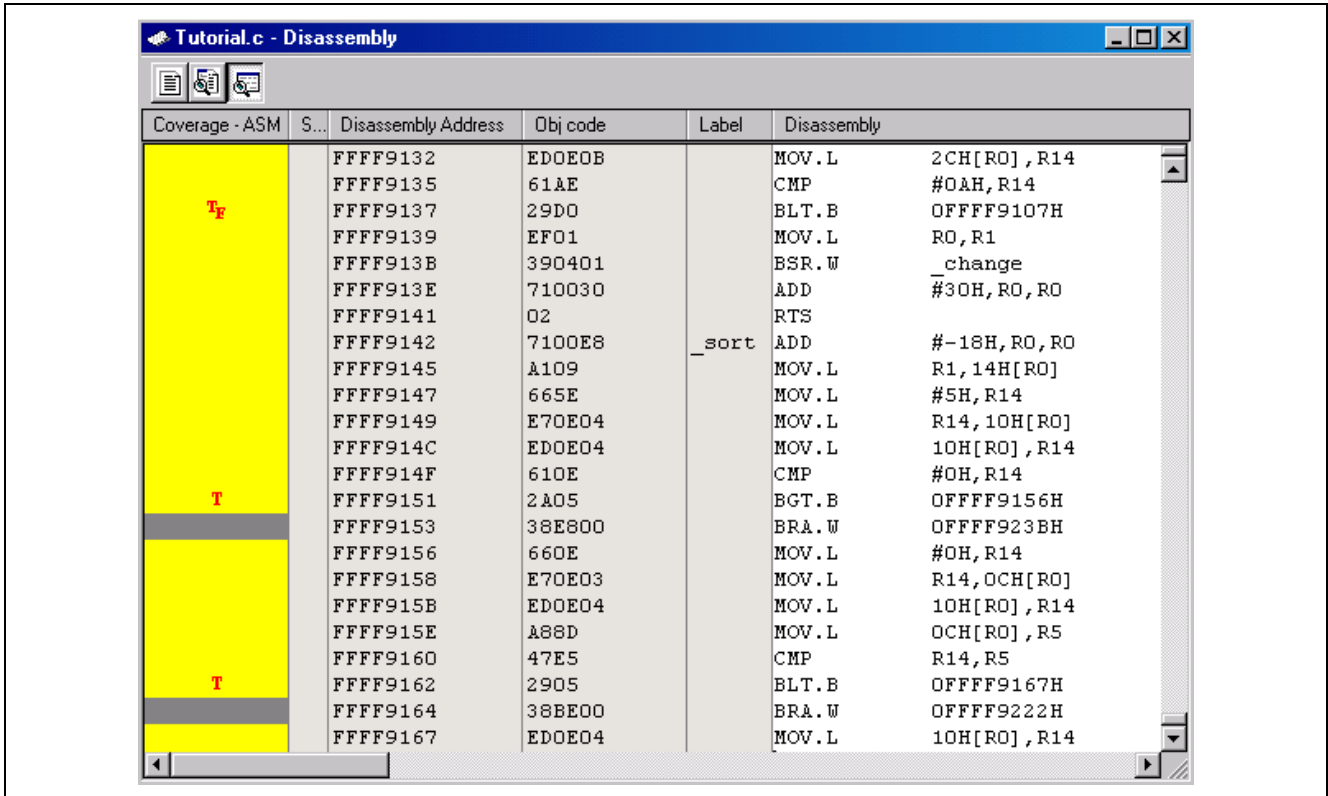 Tutorial.c - Disassembly
Coverage - ASM S... Disassembly Address Obj code Label Disassembly
FFFF9132 ED0E0B MOV.L 2CH[R0],R14
FFFF9135 61AE CMP #0AH,R14
TF FFFF9137 29D0 BLT.B 0FFFF9107H
FFFF9139 EF01 MOV.L R0,R1
FFFF913B 390401 BSR.W _change
FFFF913E 710030 ADD #30H,R0,R0
FFFF9141 02 RTS
FFFF9142 7100E8 _sort ADD #-18H,R0,R0
FFFF9145 A109 MOV.L R1,14H[R0]
FFFF9147 665E MOV.L #5H,R14
FFFF9149 E70E04 MOV.L R14,10H[R0]
FFFF914C ED0E04 MOV.L 10H[R0],R14
FFFF914F 610E CMP #0H,R14
T FFFF9151 2A05 BGT.B 0FFFF9156H
FFFF9153 38E800 BRA.W 0FFFF923BH
FFFF9156 660E MOV.L #0H,R14
FFFF9158 E70E03 MOV.L R14,0CH[R0]
FFFF915B ED0E04 MOV.L 10H[R0],R14
FFFF915E A88D MOV.L 0CH[R0],R5
FFFF9160 47E5 CMP R14,R5
T FFFF9162 2905 BLT.B 0FFFF9167H
FFFF9164 38BE00 BRA.W 0FFFF9222H
FFFF9167 ED0E04 MOV.L 10H[R0],R14